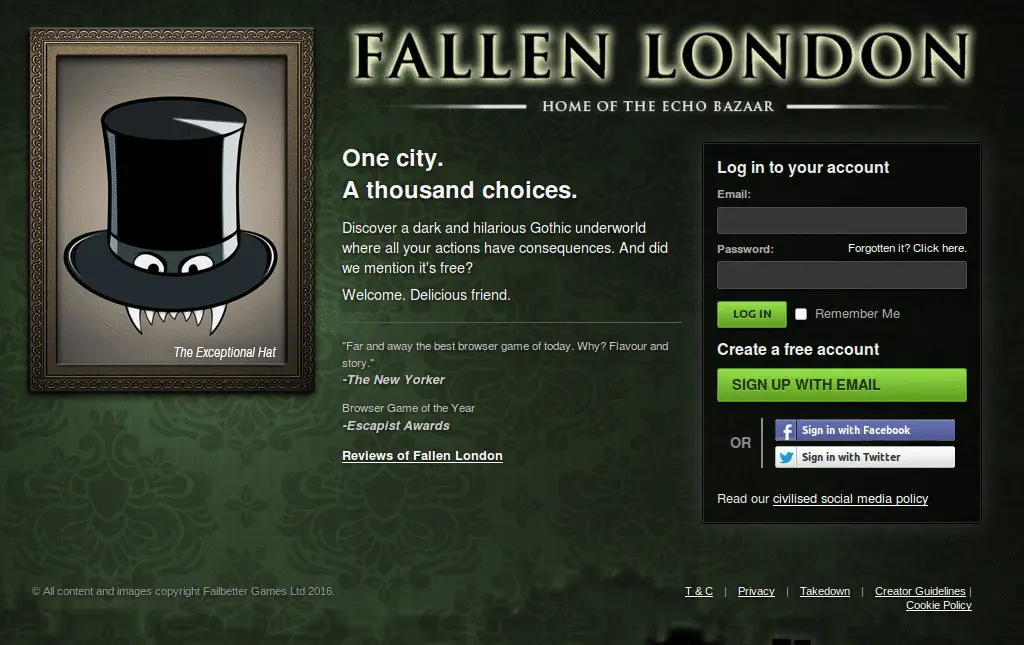 FALLEN LONDON
HOME OF THE ECHO BAZAAR
The Exceptional Hat
One city.
A thousand choices.
Discover a dark and hilarious Gothic underworld
where all your actions have consequences. And did
we mention it's free?
Welcome. Delicious friend.
"Far and away the best browser game of today. Why? Flavour and
story."
-The New Yorker
Browser Game of the Year
-Escapist Awards
Reviews of Fallen London
Log in to your account
Email:
Password: Forgotten it? Click here.
LOG IN Remember Me
Create a free account
SIGN UP WITH EMAIL
OR
Sign in with Facebook
Sign in with Twitter
Read our civilised social media policy
© All content and images copyright Failbetter Games Ltd 2016.
T & C | Privacy | Takedown | Creator Guidelines |
Cookie Policy